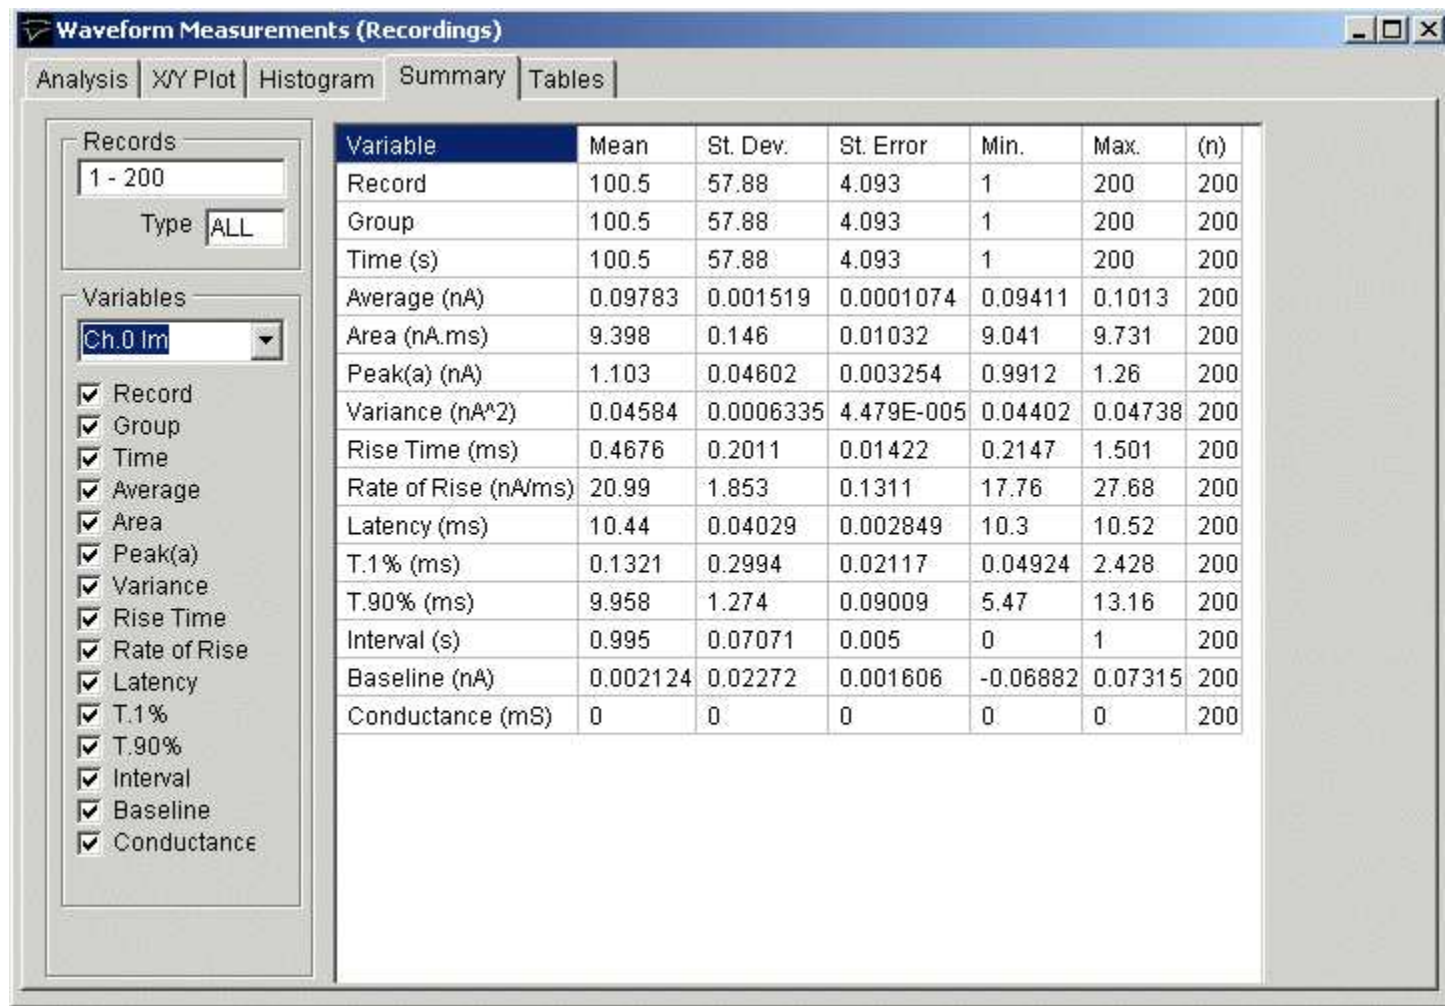 Waveform Measurements (Recordings)
Analysis X/Y Plot Histogram Summary Tables
Records
1 - 200
Type ALL
Variables
Ch.0 Im
Record
Group
Time
Average
Area
Peak(a)
Variance
Rise Time
Rate of Rise
Latency
T.1%
T.90%
Interval
Baseline
Conductance
Variable Mean St. Dev. St. Error Min. Max. (n)
Record 100.5 57.88 4.093 1 200 200
Group 100.5 57.88 4.093 1 200 200
Time (s) 100.5 57.88 4.093 1 200 200
Average (nA) 0.09783 0.001519 0.0001074 0.09411 0.1013 200
Area (nA.ms) 9.398 0.146 0.01032 9.041 9.731 200
Peak(a) (nA) 1.103 0.04602 0.003254 0.9912 1.26 200
Variance (nA^2) 0.04584 0.0006335 4.479E-005 0.04402 0.04738 200
Rise Time (ms) 0.4676 0.2011 0.01422 0.2147 1.501 200
Rate of Rise (nA/ms) 20.99 1.853 0.1311 17.76 27.68 200
Latency (ms) 10.44 0.04029 0.002849 10.3 10.52 200
T.1% (ms) 0.1321 0.2994 0.02117 0.04924 2.428 200
T.90% (ms) 9.958 1.274 0.09009 5.47 13.16 200
Interval (s) 0.995 0.07071 0.005 0 1 200
Baseline (nA) 0.002124 0.02272 0.001606 -0.06882 0.07315 200
Conductance (mS) 0 0 0 0 0 200